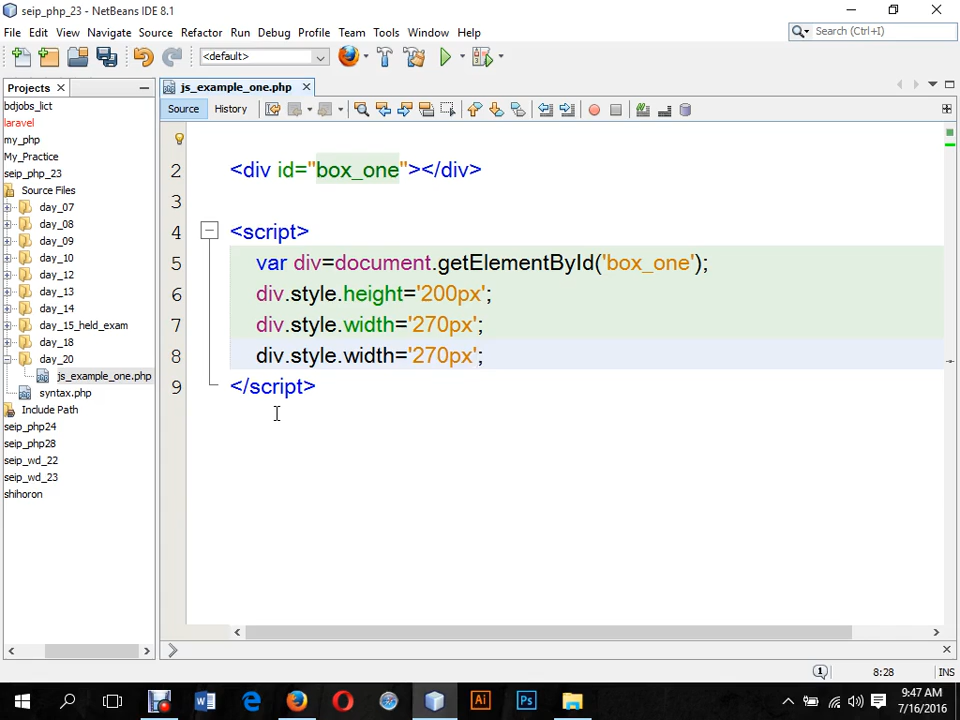 seip_php_23 - NetBeans IDE 8.1
File Edit View Navigate Source Refactor Run Debug Profile Team Tools Window Help
Search (Ctrl+I)
<default>
Projects
js_example_one.php
Source History
bdjobs_lict
laravel
my_php
My_Practice
seip_php_23
Source Files
day_07
day_08
day_09
day_10
day_12
day_13
day_14
day_15_held_exam
day_18
day_20
js_example_one.php
syntax.php
Include Path
seip_php24
seip_php28
seip_wd_22
seip_wd_23
shihoron
2 <div id="box_one"></div>
3
4 <script>
5 var div=document.getElementById('box_one');
6 div.style.height='200px';
7 div.style.width='270px';
8 div.style.width='270px';
9 </script>
1
8:28
INS
9:47 AM
7/16/2016